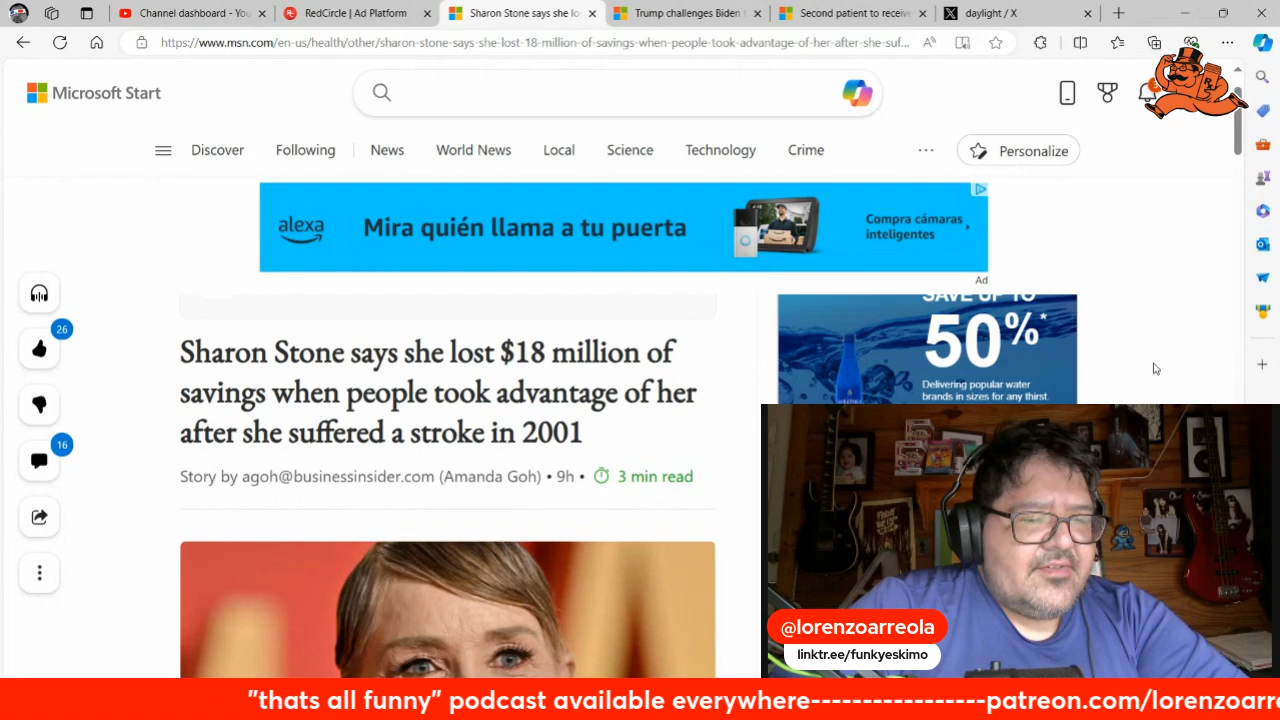 Channel dashboard - You
RedCircle | Ad Platform
Sharon Stone says she lo
Trump challenges Biden t
Second patient to receive
daylight / X
https://www.msn.com/en-us/health/other/sharon-stone-says-she-lost-18-million-of-savings-when-people-took-advantage-of-her-after-she-suf...
Microsoft Start
Discover
Following
News
World News
Local
Science
Technology
Crime
Personalize
alexa
Mira quién llama a tu puerta
Compra cámaras
inteligentes
Ad
26
16
Sharon Stone says she lost $18 million of
savings when people took advantage of her
after she suffered a stroke in 2001
Story by agoh@businessinsider.com (Amanda Goh) • 9h •
3 min read
SAVE UP TO
50%*
Delivering popular water
brands in sizes for any thirst.
@lorenzoarreola
linktr.ee/funkyeskimo
"thats all funny" podcast available everywhere-----------------patreon.com/lorenzoarre